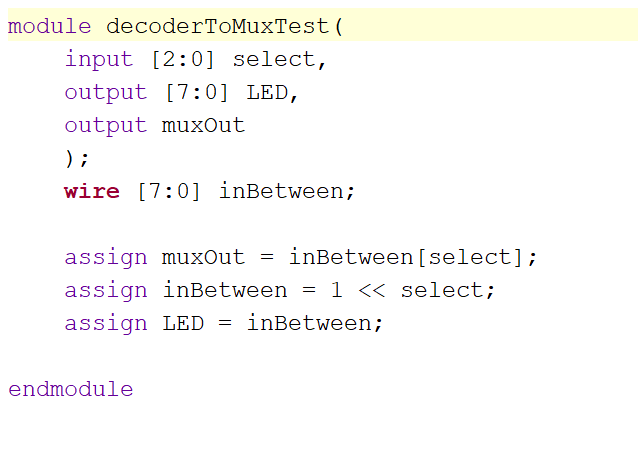 module decoderToMuxTest(
    input [2:0] select,
    output [7:0] LED,
    output muxOut
    );
    wire [7:0] inBetween;

    assign muxOut = inBetween[select];
    assign inBetween = 1 << select;
    assign LED = inBetween;

endmodule